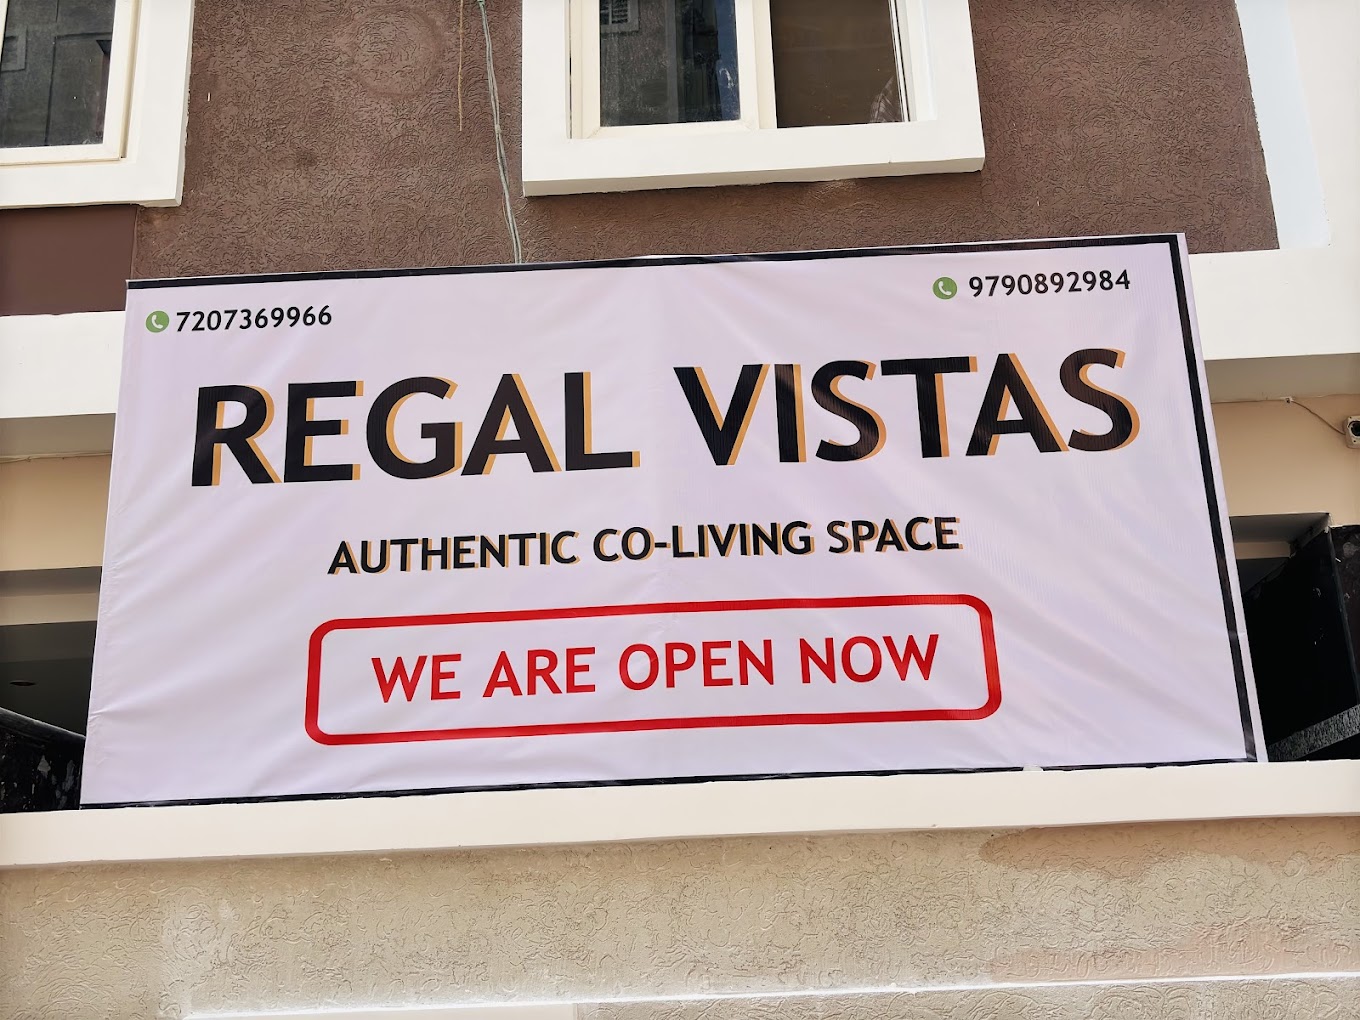 7207369966
9790892984
REGAL VISTAS
AUTHENTIC CO-LIVING SPACE
WE ARE OPEN NOW